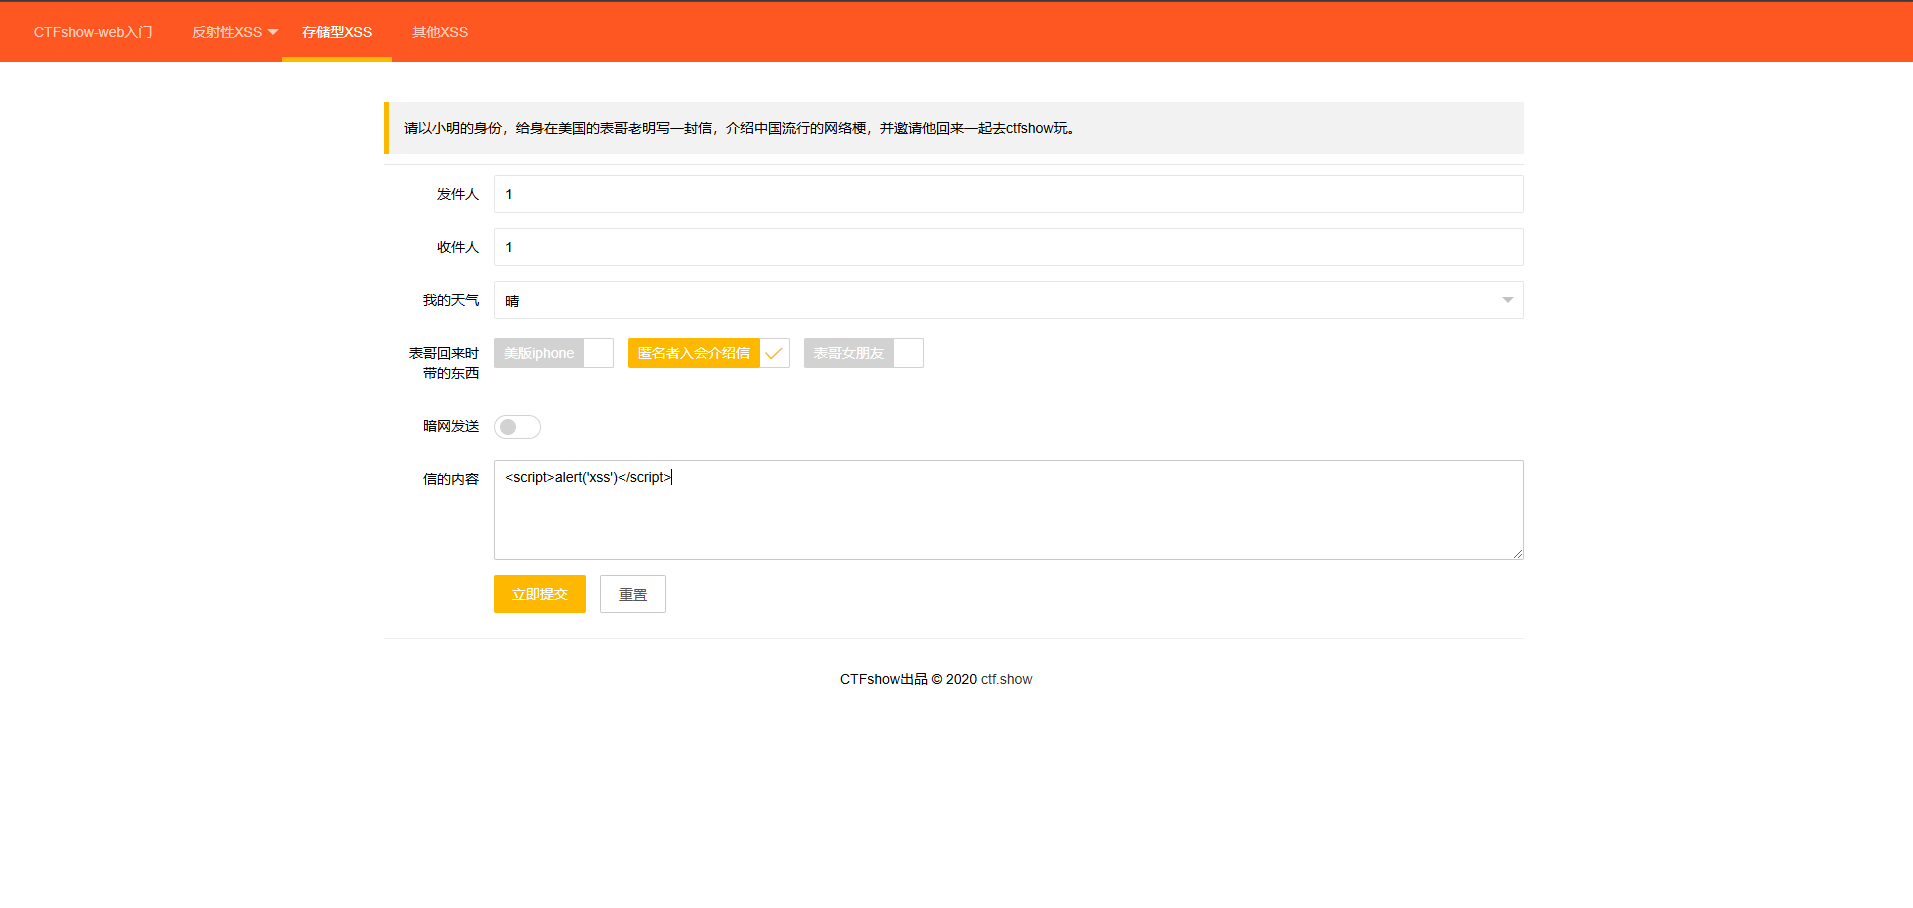 CTFshow-web入门 反射性XSS 存储型XSS 其他XSS
请以小明的身份，给身在美国的表哥老明写一封信，介绍中国流行的网络梗，并邀请他回来一起去ctfshow玩。
发件人 1
收件人 1
我的天气 晴
表哥回来时
带的东西
美版iphone 匿名者入会介绍信 表哥女朋友
暗网发送
信的内容 <script>alert('xss')</script>
立即提交 重置
CTFshow出品 © 2020 ctf.show